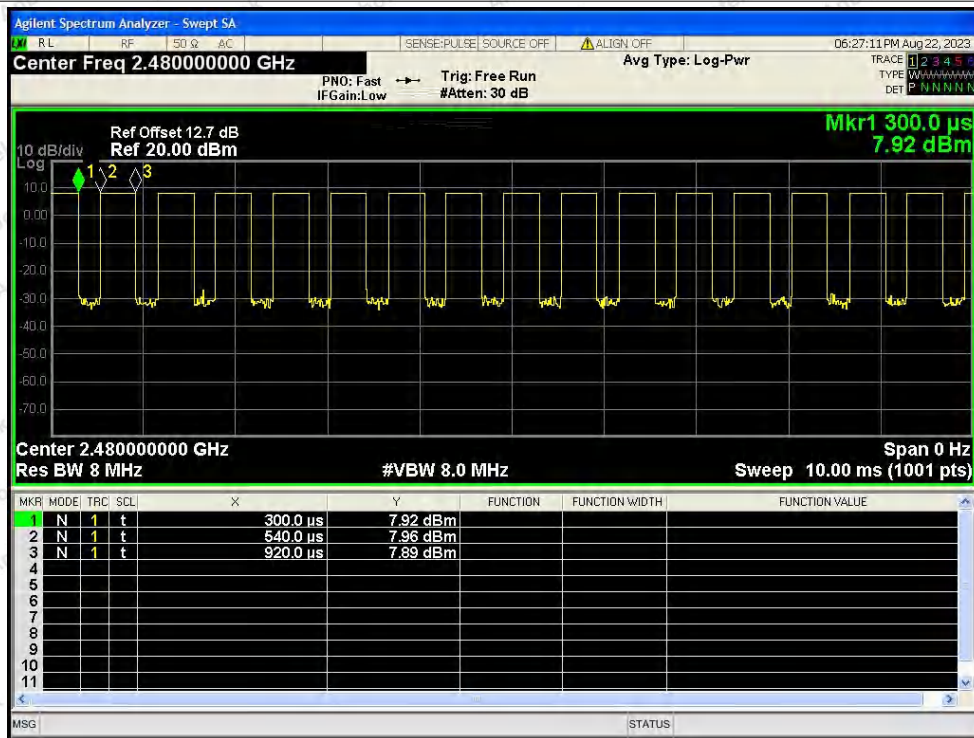 Agilent Spectrum Analyzer - Swept SA
LXI RL RF 50 Ω AC SENSE:PULSE SOURCE OFF ALIGN OFF 06:27:11 PM Aug 22, 2023
Center Freq 2.480000000 GHz PNO: Fast Trig: Free Run Avg Type: Log-Pwr TRACE 1 2 3 4 5 6
IFGain:Low #Atten: 30 dB TYPE
DET P N N N N N
Mkr1 300.0 µs
7.92 dBm
Ref Offset 12.7 dB
10 dB/div Ref 20.00 dBm
Log
1 2 3
10.0
0.00
-10.0
-20.0
-30.0
-40.0
-50.0
-60.0
-70.0
Center 2.480000000 GHz Span 0 Hz
Res BW 8 MHz #VBW 8.0 MHz Sweep 10.00 ms (1001 pts)
MKR MODE TRC SCL X Y FUNCTION FUNCTION WIDTH FUNCTION VALUE
1 N 1 t 300.0 µs 7.92 dBm
2 N 1 t 540.0 µs 7.96 dBm
3 N 1 t 920.0 µs 7.89 dBm
4
5
6
7
8
9
10
11
MSG STATUS